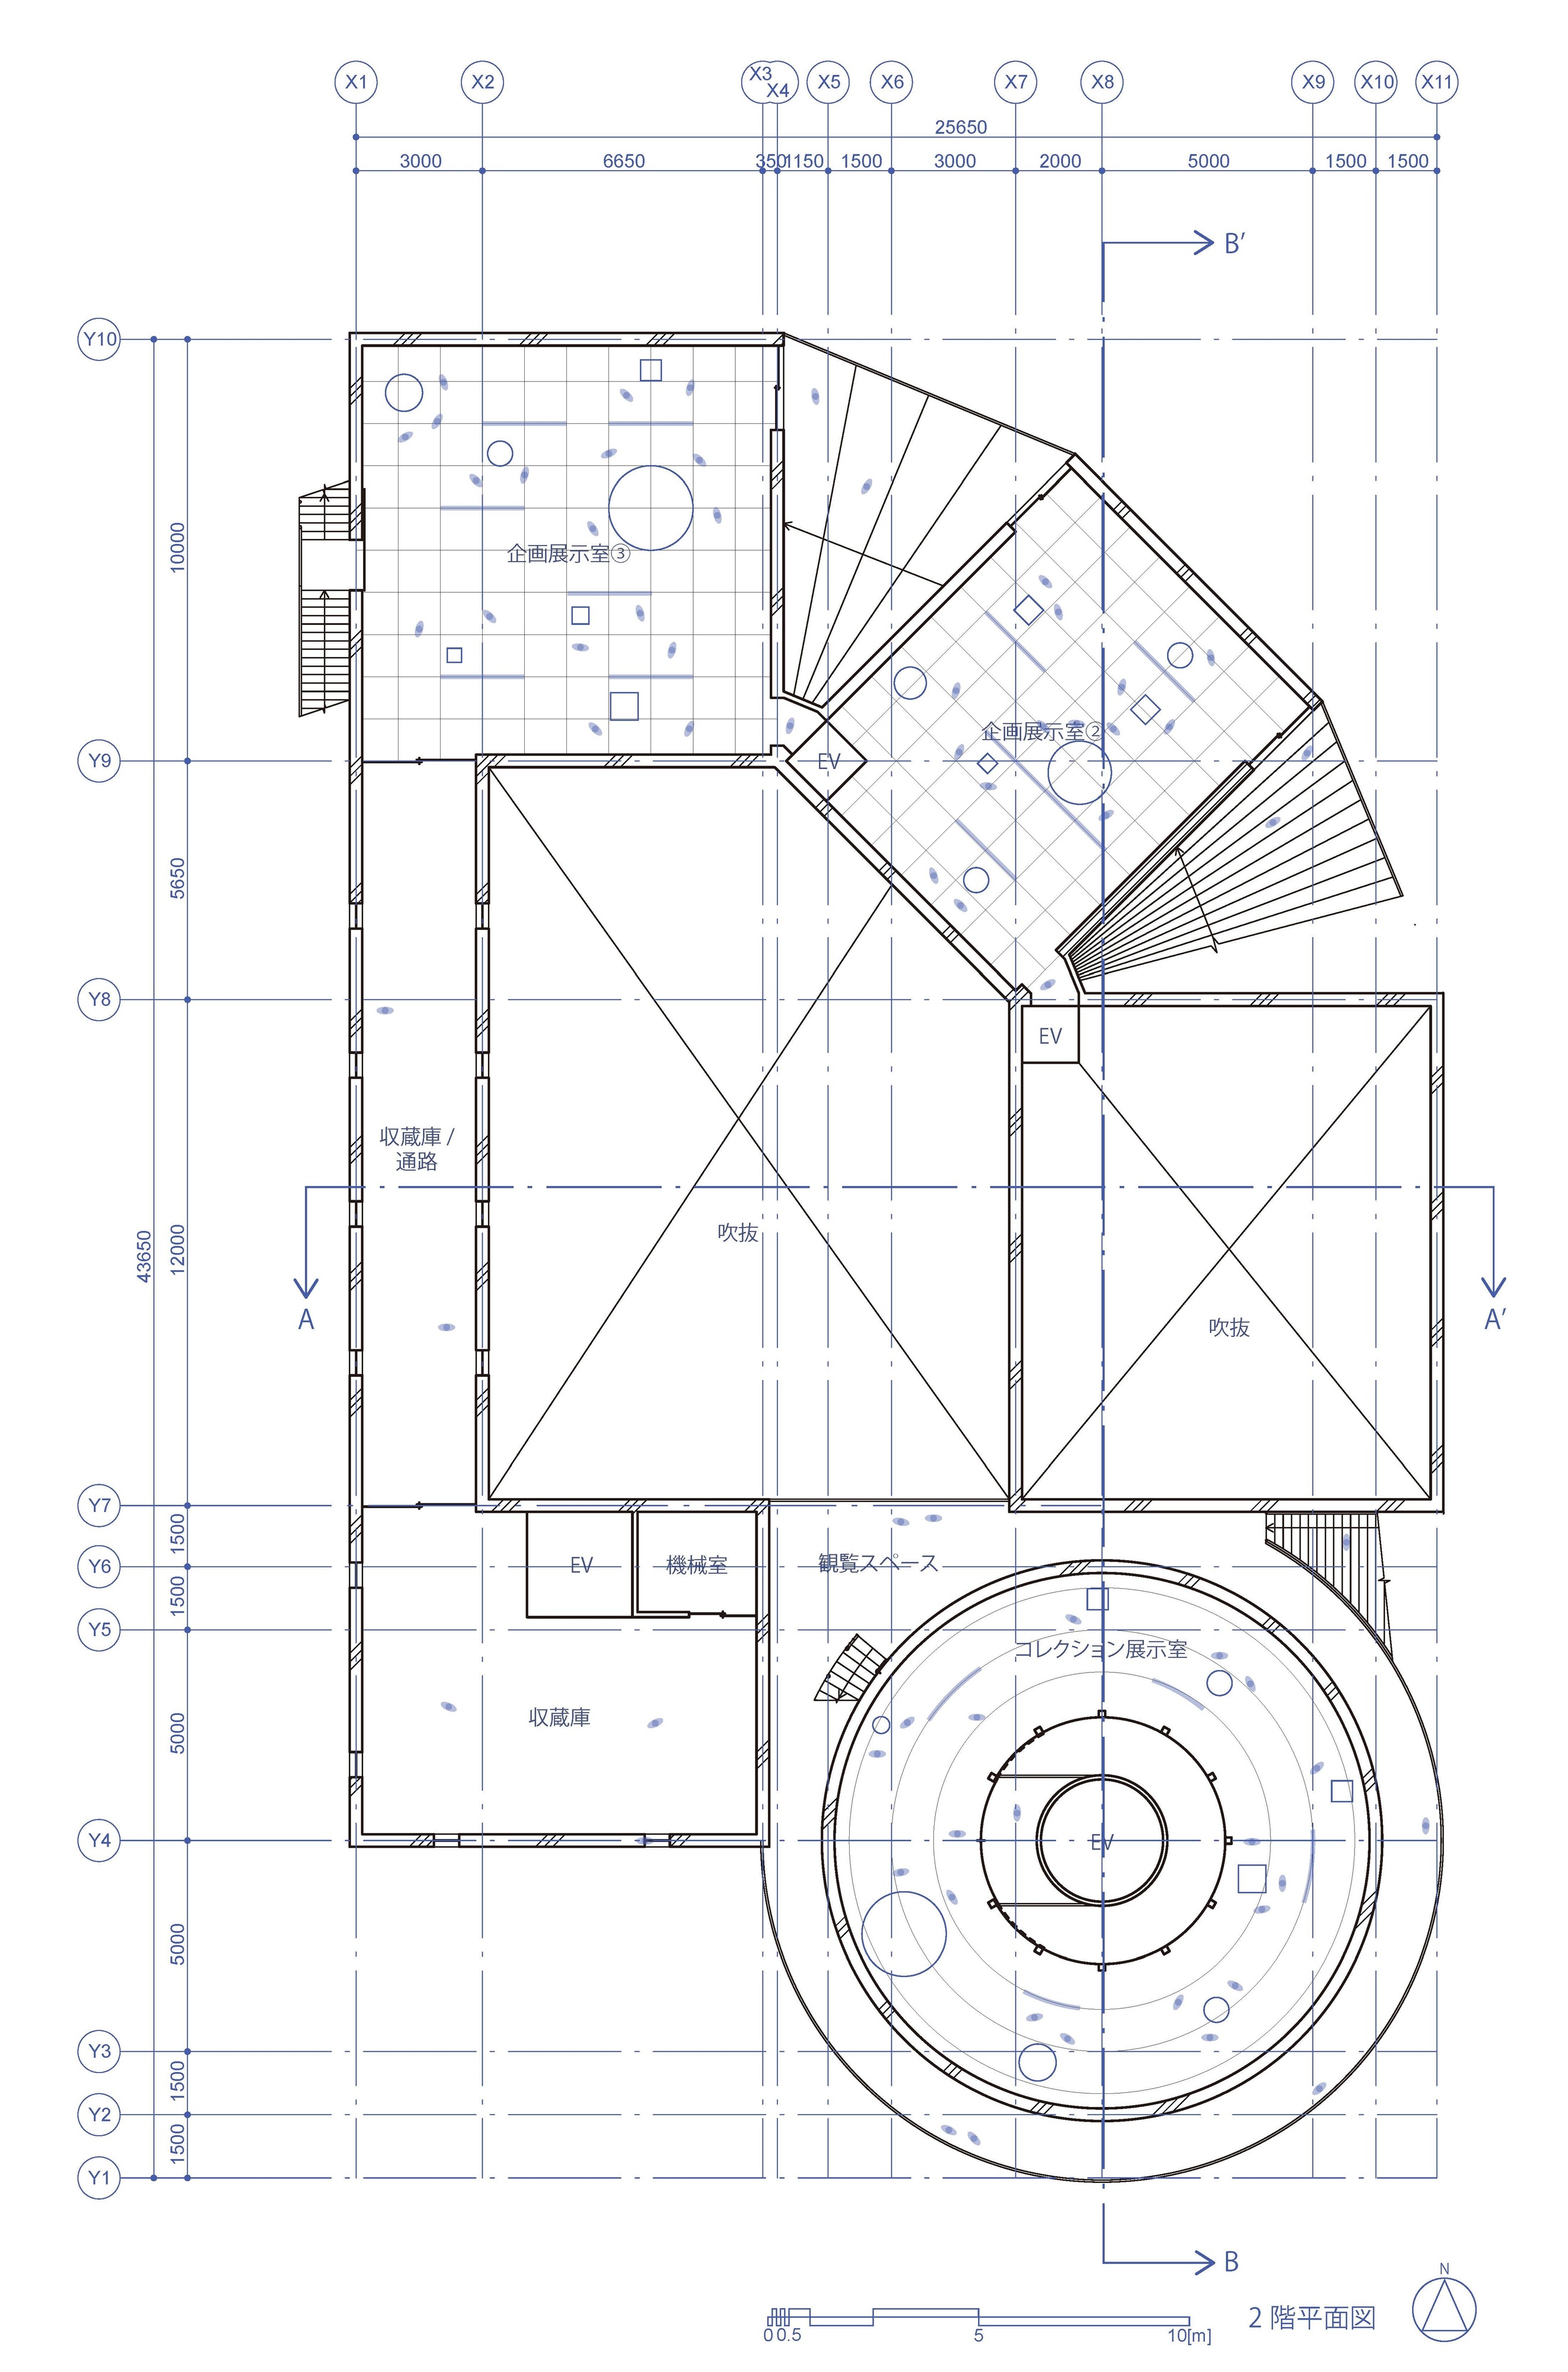 X1
X2
X3
X4
X5
X6
X7
X8
X9
X10
X11
25650
3000
6650
350
1150
1500
3000
2000
5000
1500
1500
B′
Y10
10000
企画展示室③
企画展示室②
Y9
EV
5650
Y8
EV
収蔵庫 /
通路
43650
12000
吹抜
吹抜
A
A′
Y7
1500
EV
機械室
観覧スペース
Y6
1500
Y5
コレクション展示室
5000
収蔵庫
Y4
EV
5000
Y3
1500
Y2
1500
Y1
B
N
2 階平面図
0 0.5 5 10[m]